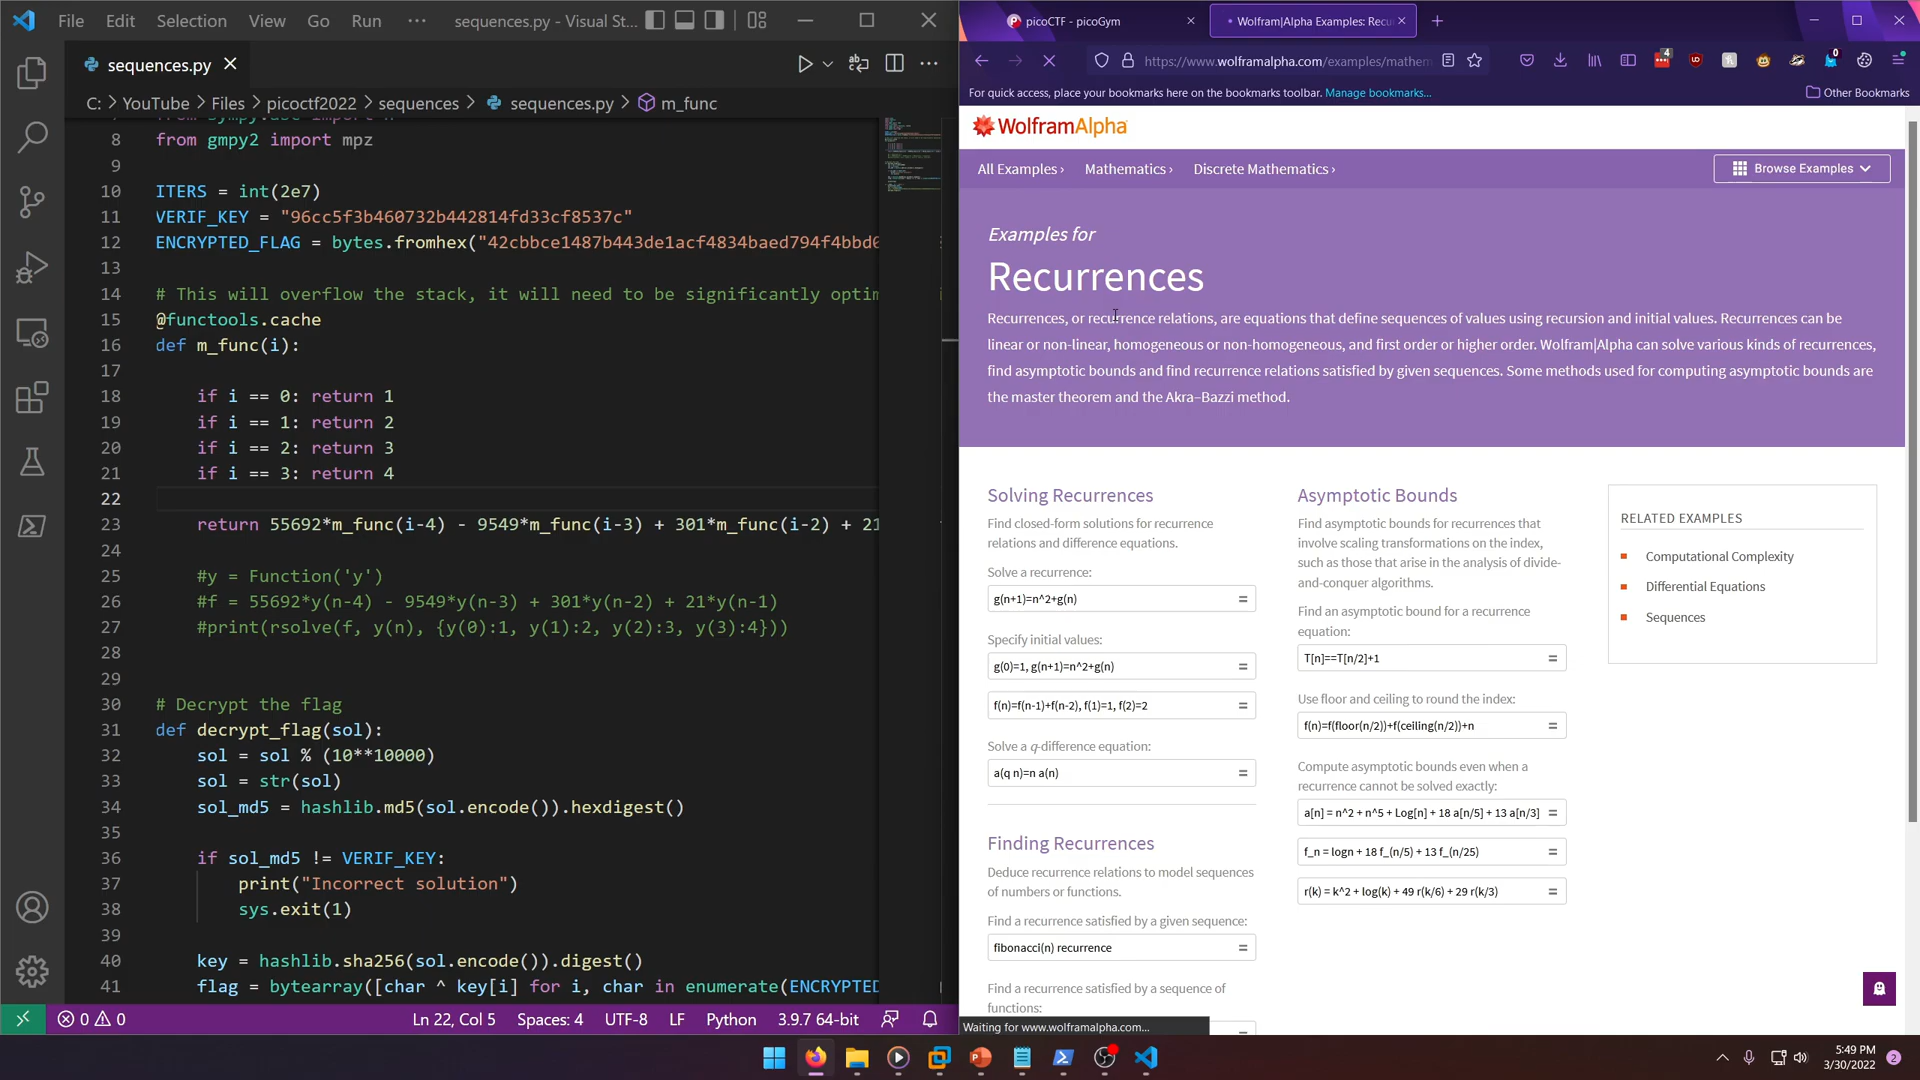 File Edit Selection View Go Run ··· sequences.py - Visual St...
sequences.py
C: > YouTube > Files > picoctf2022 > sequences > sequences.py > m_func
8 from gmpy2 import mpz
9
10 ITERS = int(2e7)
11 VERIF_KEY = "96cc5f3b460732b442814fd33cf8537c"
12 ENCRYPTED_FLAG = bytes.fromhex("42cbbce1487b443de1acf4834baed794f4bbd0
13
14 # This will overflow the stack, it will need to be significantly optim
15 @functools.cache
16 def m_func(i):
17
18 if i == 0: return 1
19 if i == 1: return 2
20 if i == 2: return 3
21 if i == 3: return 4
22
23 return 55692*m_func(i-4) - 9549*m_func(i-3) + 301*m_func(i-2) + 21
24
25 #y = Function('y')
26 #f = 55692*y(n-4) - 9549*y(n-3) + 301*y(n-2) + 21*y(n-1)
27 #print(rsolve(f, y(n), {y(0):1, y(1):2, y(2):3, y(3):4}))
28
29
30 # Decrypt the flag
31 def decrypt_flag(sol):
32 sol = sol % (10**10000)
33 sol = str(sol)
34 sol_md5 = hashlib.md5(sol.encode()).hexdigest()
35
36 if sol_md5 != VERIF_KEY:
37 print("Incorrect solution")
38 sys.exit(1)
39
40 key = hashlib.sha256(sol.encode()).digest()
41 flag = bytearray([char ^ key[i] for i, char in enumerate(ENCRYPTED
0 0
Ln 22, Col 5 Spaces: 4 UTF-8 LF Python 3.9.7 64-bit
picoCTF - picoGym
Wolfram|Alpha Examples: Recu
https://www.wolframalpha.com/examples/mathem
4
0
For quick access, place your bookmarks here on the bookmarks toolbar. Manage bookmarks...
Other Bookmarks
WolframAlpha
All Examples › Mathematics › Discrete Mathematics ›
Browse Examples
Examples for
Recurrences
Recurrences, or recurrence relations, are equations that define sequences of values using recursion and initial values. Recurrences can be
linear or non-linear, homogeneous or non-homogeneous, and first order or higher order. Wolfram|Alpha can solve various kinds of recurrences,
find asymptotic bounds and find recurrence relations satisfied by given sequences. Some methods used for computing asymptotic bounds are
the master theorem and the Akra–Bazzi method.
Solving Recurrences
Find closed-form solutions for recurrence
relations and difference equations.
Solve a recurrence:
g(n+1)=n^2+g(n) =
Specify initial values:
g(0)=1, g(n+1)=n^2+g(n) =
f(n)=f(n-1)+f(n-2), f(1)=1, f(2)=2 =
Solve a q-difference equation:
a(q n)=n a(n) =
Finding Recurrences
Deduce recurrence relations to model sequences
of numbers or functions.
Find a recurrence satisfied by a given sequence:
fibonacci(n) recurrence =
Find a recurrence satisfied by a sequence of
functions:
Asymptotic Bounds
Find asymptotic bounds for recurrences that
involve scaling transformations on the index,
such as those that arise in the analysis of divide-
and-conquer algorithms.
Find an asymptotic bound for a recurrence
equation:
T[n]==T[n/2]+1 =
Use floor and ceiling to round the index:
f(n)=f(floor(n/2))+f(ceiling(n/2))+n =
Compute asymptotic bounds even when a
recurrence cannot be solved exactly:
a[n] = n^2 + n^5 + Log[n] + 18 a[n/5] + 13 a[n/3] =
f_n = logn + 18 f_(n/5) + 13 f_(n/25) =
r(k) = k^2 + log(k) + 49 r(k/6) + 29 r(k/3) =
RELATED EXAMPLES
Computational Complexity
Differential Equations
Sequences
Waiting for www.wolframalpha.com...
5:49 PM
3/30/2022
2